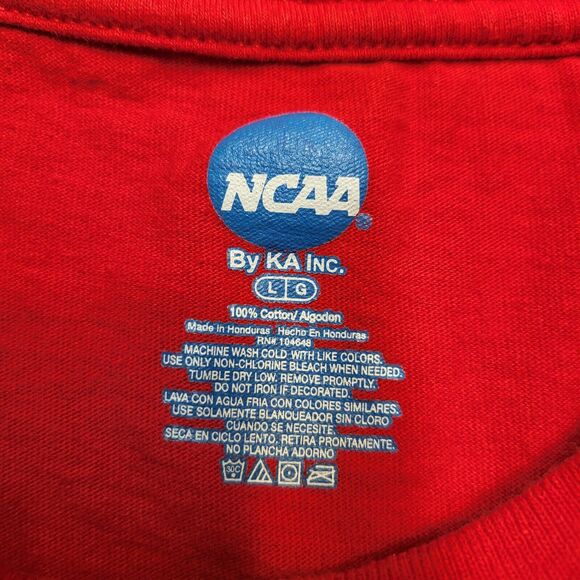 NCAA®
By KA INC.
L G
100% Cotton/ Algodon
Made in Honduras Hecho En Honduras
RN# 104648
MACHINE WASH COLD WITH LIKE COLORS.
USE ONLY NON-CHLORINE BLEACH WHEN NEEDED.
TUMBLE DRY LOW. REMOVE PROMPTLY.
DO NOT IRON IF DECORATED.
LAVA CON AGUA FRIA CON COLORES SIMILARES.
USE SOLAMENTE BLANQUEADOR SIN CLORO
CUANDO SE NECESITE.
SECA EN CICLO LENTO. RETIRA PRONTAMENTE.
NO PLANCHA ADORNO
30C